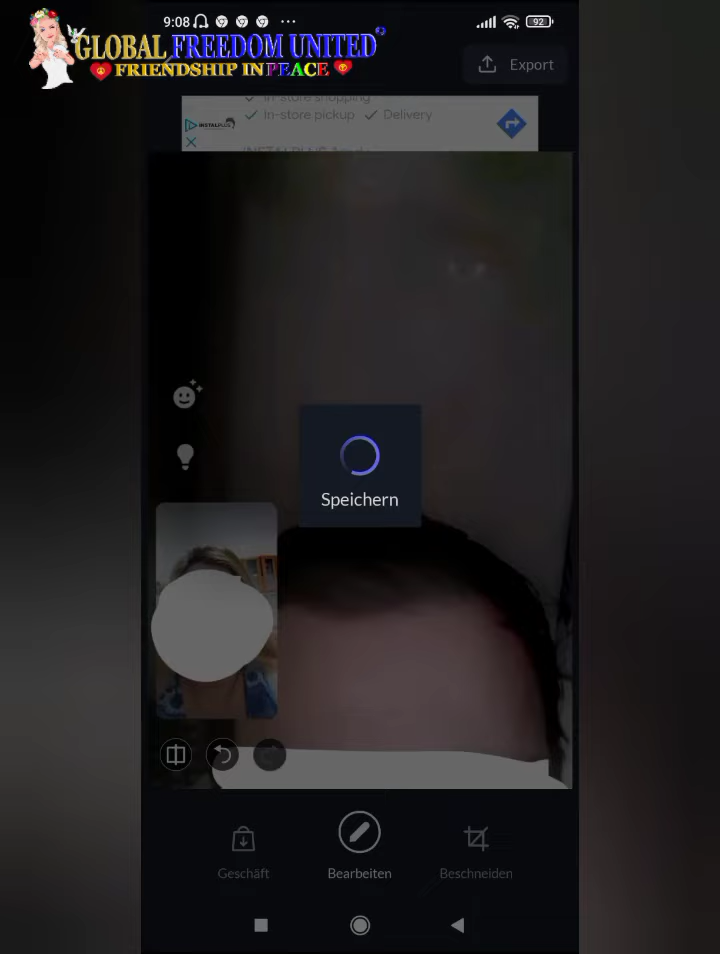 9:08
92
GLOBAL FREEDOM UNITED
FRIENDSHIP IN PEACE
Export
In-store shopping
In-store pickup Delivery
INSTALPLUS
Speichern
Geschäft
Bearbeiten
Beschneiden